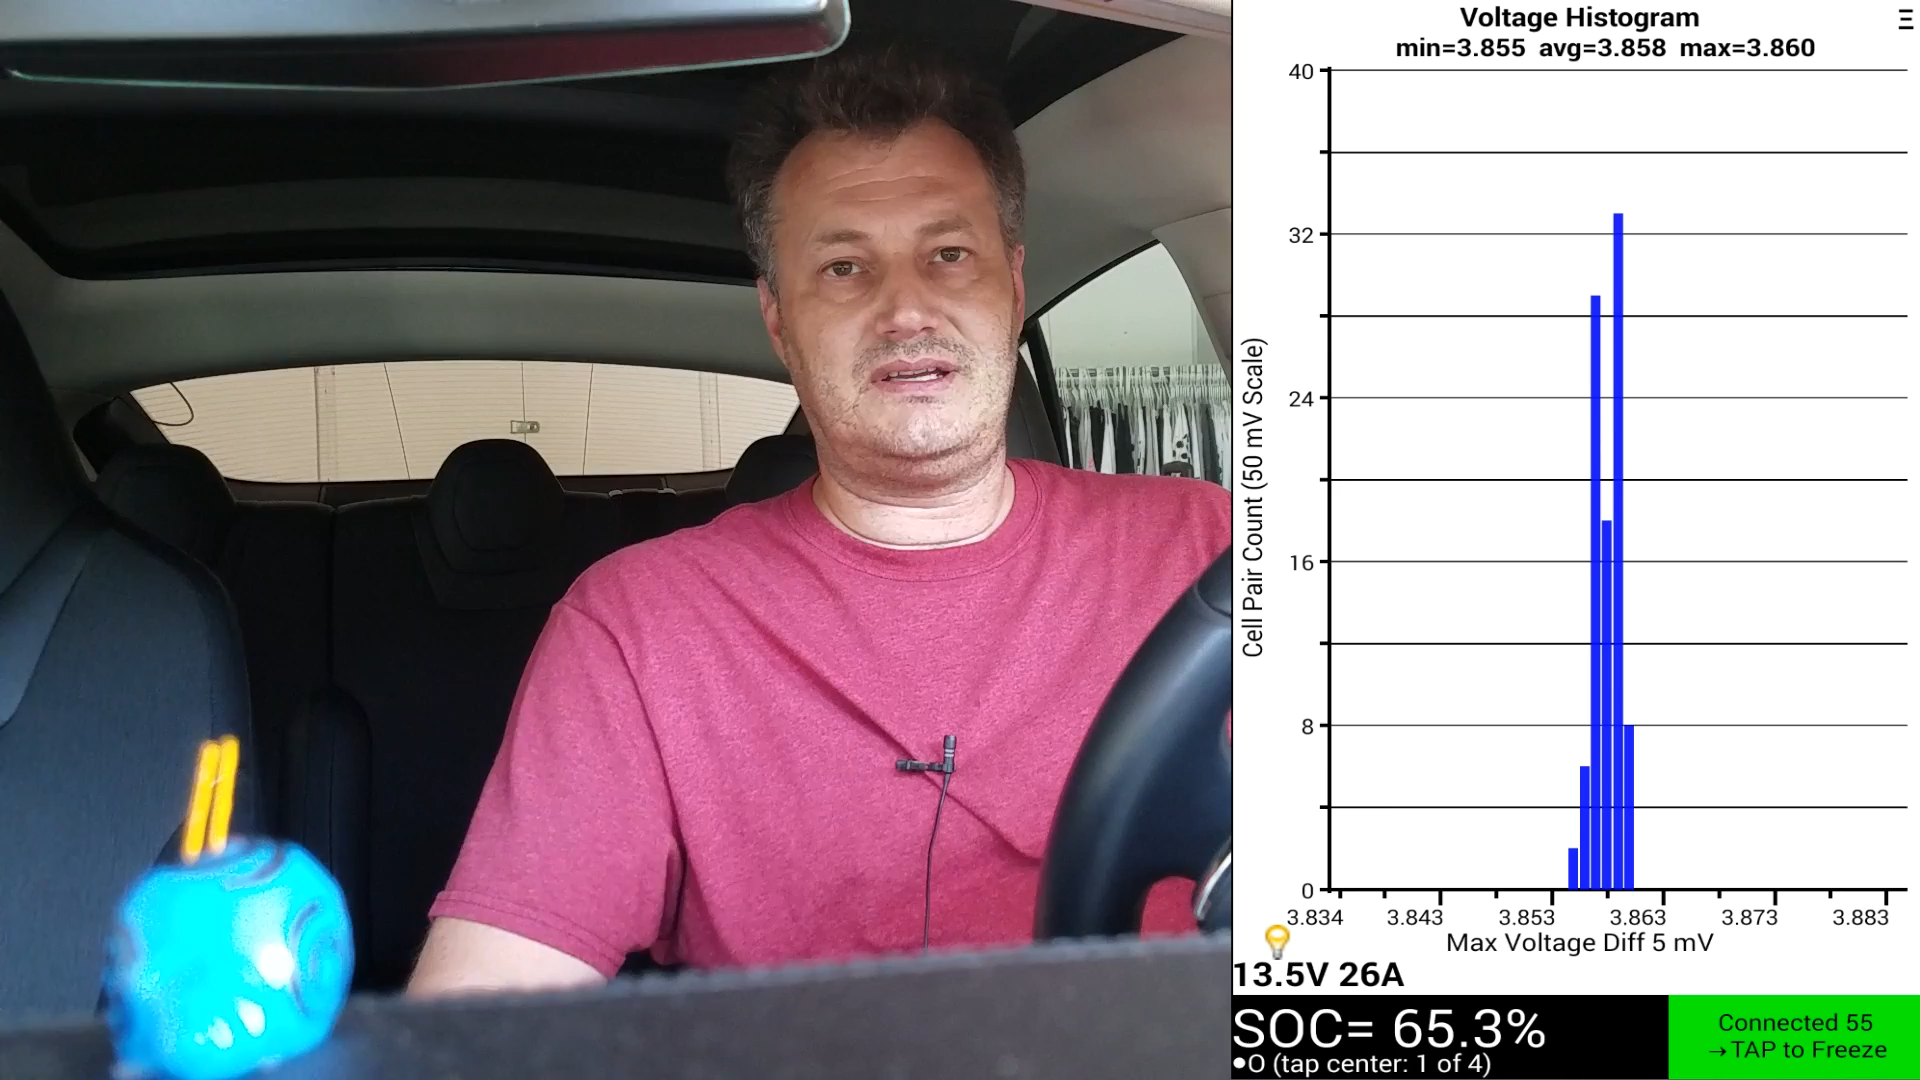 Voltage Histogram
min=3.855 avg=3.858 max=3.860
40
32
24
16
8
0
Cell Pair Count (50 mV Scale)
3.834 3.843 3.853 3.863 3.873 3.883
Max Voltage Diff 5 mV
13.5V 26A
SOC= 65.3%
●O (tap center: 1 of 4)
Connected 55
→TAP to Freeze